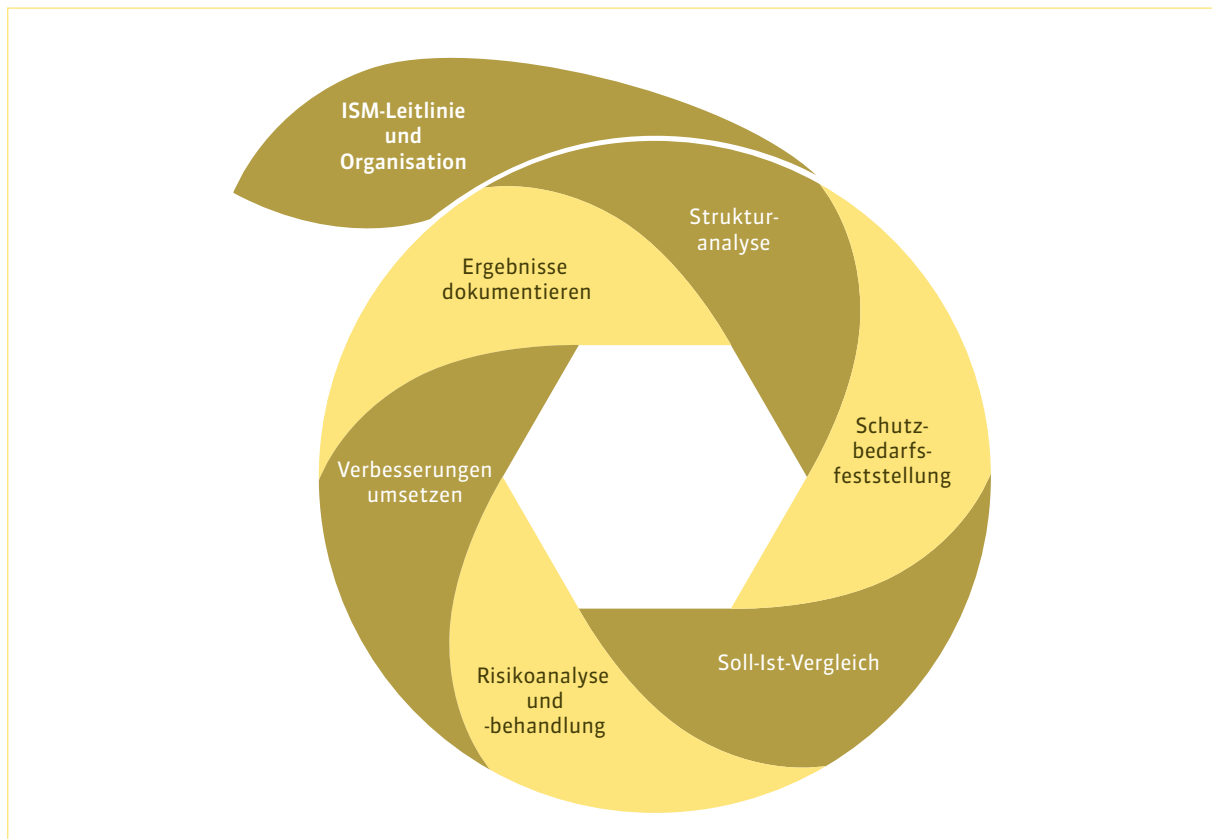 ISM-Leitlinie
und
Organisation
Struktur-
analyse
Schutz-
bedarfs-
feststellung
Soll-Ist-Vergleich
Risikoanalyse
und
-behandlung
Verbesserungen
umsetzen
Ergebnisse
dokumentieren